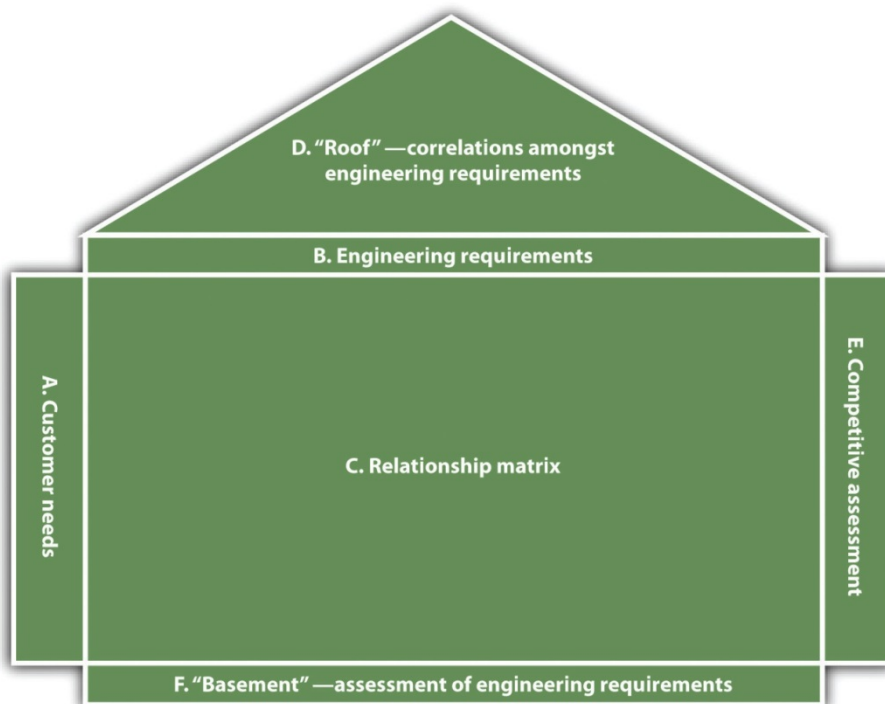 D. “Roof” —correlations amongst
engineering requirements
B. Engineering requirements
A. Customer needs
C. Relationship matrix
E. Competitive assessment
F. “Basement” —assessment of engineering requirements